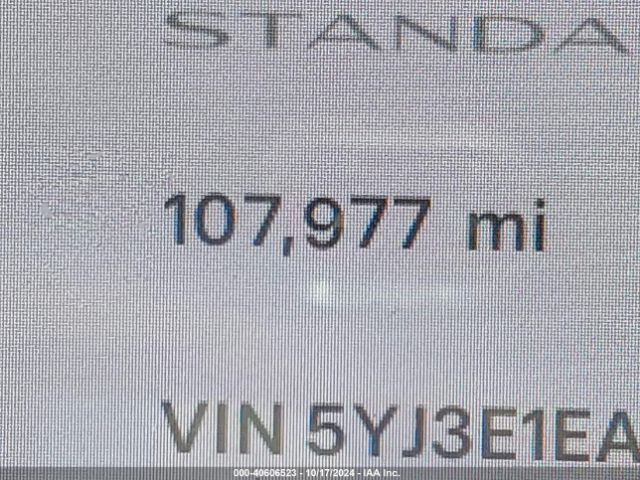 STANDA
107,977 mi
VIN 5YJ3E1EA
000-40606523 - 10/17/2024 - IAA Inc.